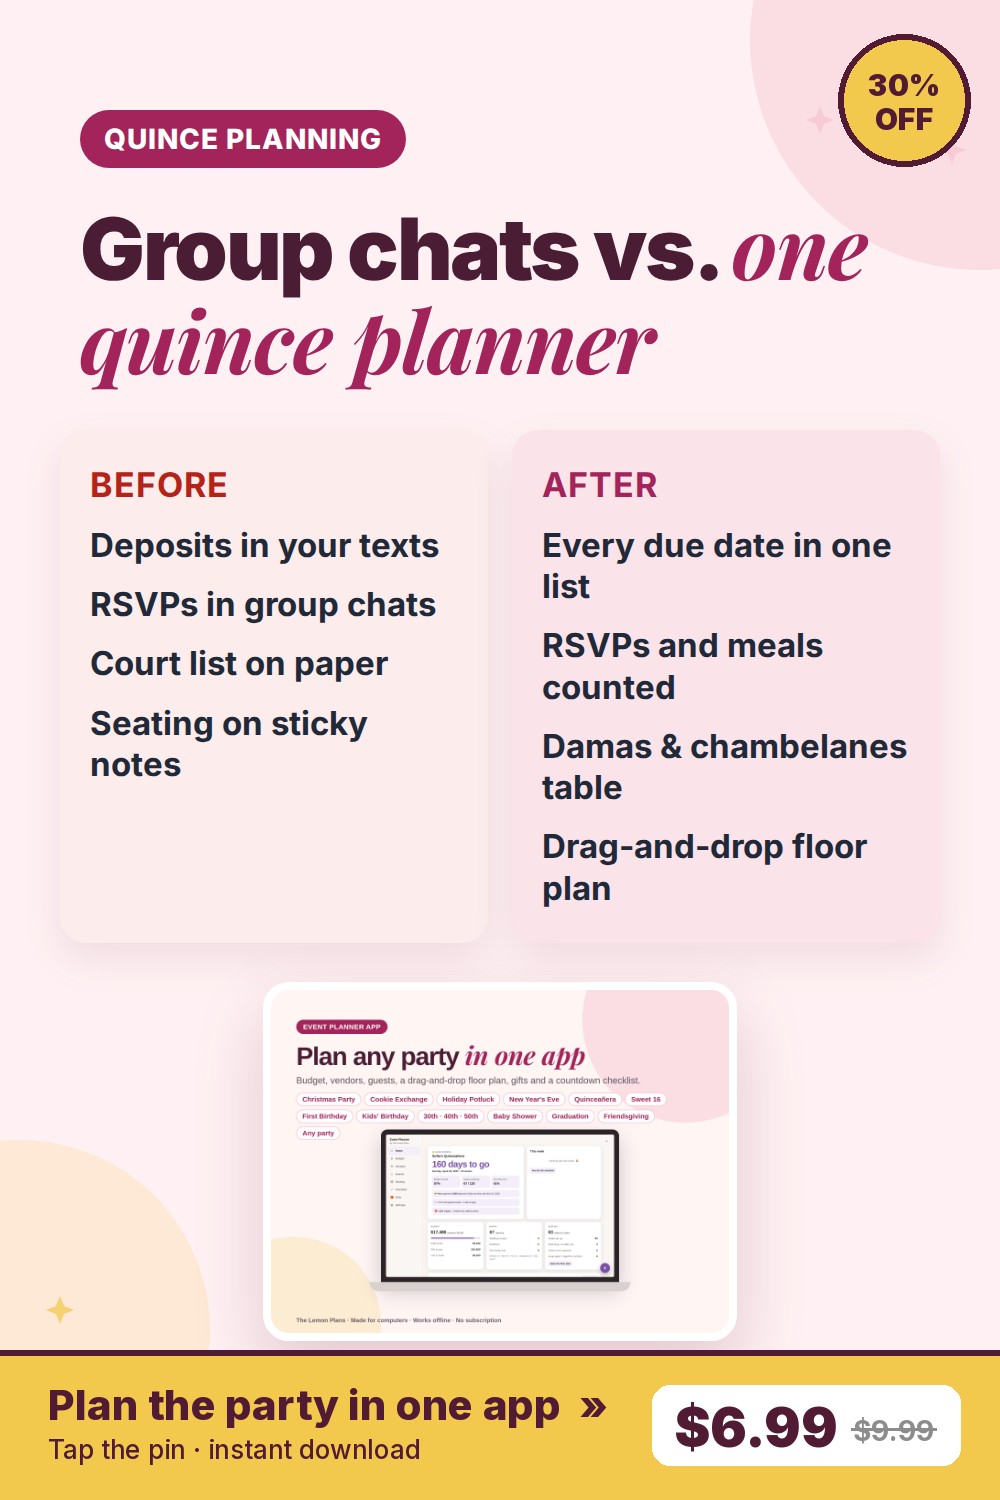 30%
OFF
QUINCE PLANNING
Group chats vs. one
quince planner
BEFORE
Deposits in your texts
RSVPs in group chats
Court list on paper
Seating on sticky
notes
AFTER
Every due date in one
list
RSVPs and meals
counted
Damas & chambelanes
table
Drag-and-drop floor
plan
EVENT PLANNER APP
Plan any party in one app
Budget, vendors, guests, a drag-and-drop floor plan, gifts and a countdown checklist.
Christmas Party Cookie Exchange Holiday Potluck New Year's Eve Quinceañera Sweet 16
First Birthday Kids' Birthday 30th · 40th · 50th Baby Shower Graduation Friendsgiving
Any party
160 days to go
The Lemon Plans · Made for computers · Works offline · No subscription
Plan the party in one app »
Tap the pin · instant download
$6.99 $9.99